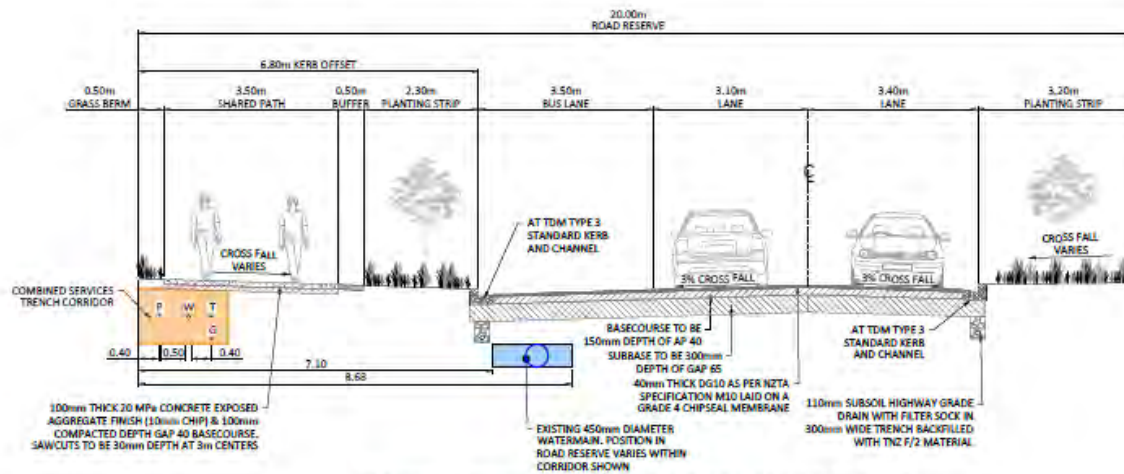 20.00m
ROAD RESERVE
6.80m KERB OFFSET
0.50m
GRASS BERM
3.50m
SHARED PATH
0.50m
BUFFER
2.30m
PLANTING STRIP
3.50m
BUS LANE
3.10m
LANE
3.40m
LANE
3.20m
PLANTING STRIP
CROSS FALL
VARIES
AT TDM TYPE 3
STANDARD KERB
AND CHANNEL
CROSS FALL
VARIES
3% CROSS FALL
3% CROSS FALL
COMBINED SERVICES
TRENCH CORRIDOR
P
W
T
G
0.40
0.50
0.40
7.10
8.68
BASECOURSE TO BE
150mm DEPTH OF AP 40
SUBBASE TO BE 300mm
DEPTH OF GAP 65
40mm THICK DG10 AS PER NZTA
SPECIFICATION M10 LAID ON A
GRADE 4 CHIPSEAL MEMBRANE
AT TDM TYPE 3
STANDARD KERB
AND CHANNEL
100mm THICK 20 MPa CONCRETE EXPOSED
AGGREGATE FINISH (10mm CHIP) & 100mm
COMPACTED DEPTH GAP 40 BASECOURSE.
SAWCUTS TO BE 30mm DEPTH AT 3m CENTERS
EXISTING 450mm DIAMETER
WATERMAIN. POSITION IN
ROAD RESERVE VARIES WITHIN
CORRIDOR SHOWN
110mm SUBSOIL HIGHWAY GRADE
DRAIN WITH FILTER SOCK IN
300mm WIDE TRENCH BACKFILLED
WITH TNZ F/2 MATERIAL